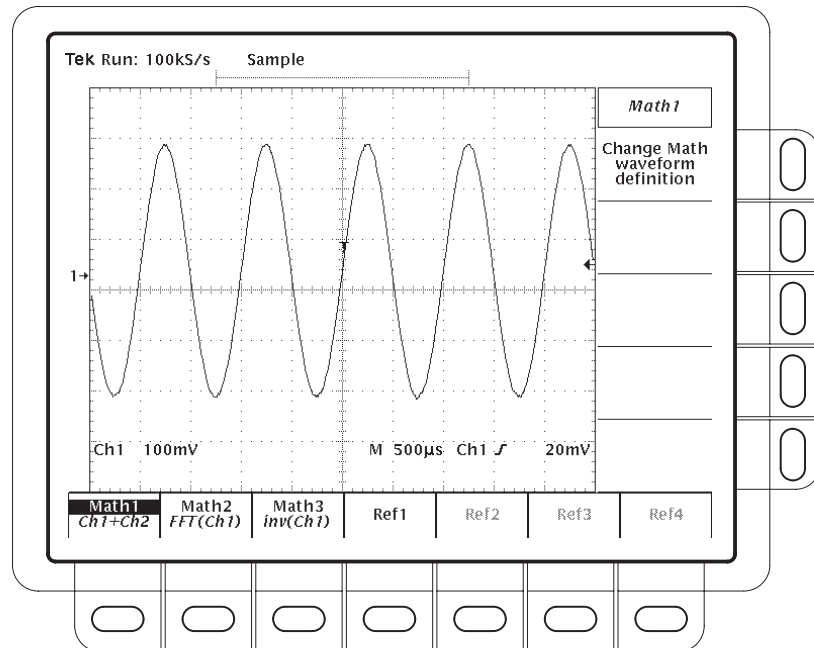 Tek Run: 100kS/s Sample
Math1
Change Math
waveform
definition
T
1→
Ch1 100mV M 500µs Ch1 20mV
Math1 Math2 Math3 Ref1 Ref2 Ref3 Ref4
Ch1+Ch2 FFT(Ch1) inv(Ch1)